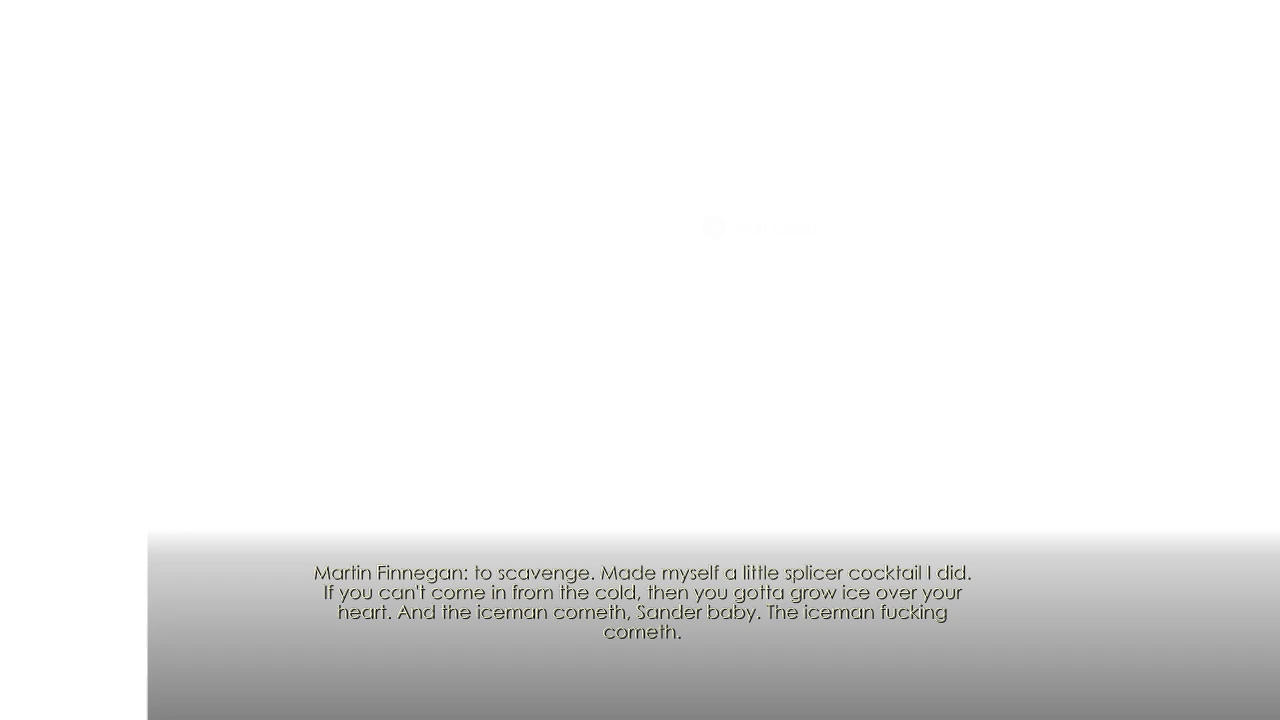 Martin Finnegan: to scavenge. Made myself a little splicer cocktail I did.
If you can't come in from the cold, then you gotta grow ice over your
heart. And the iceman cometh, Sander baby. The iceman fucking
cometh.